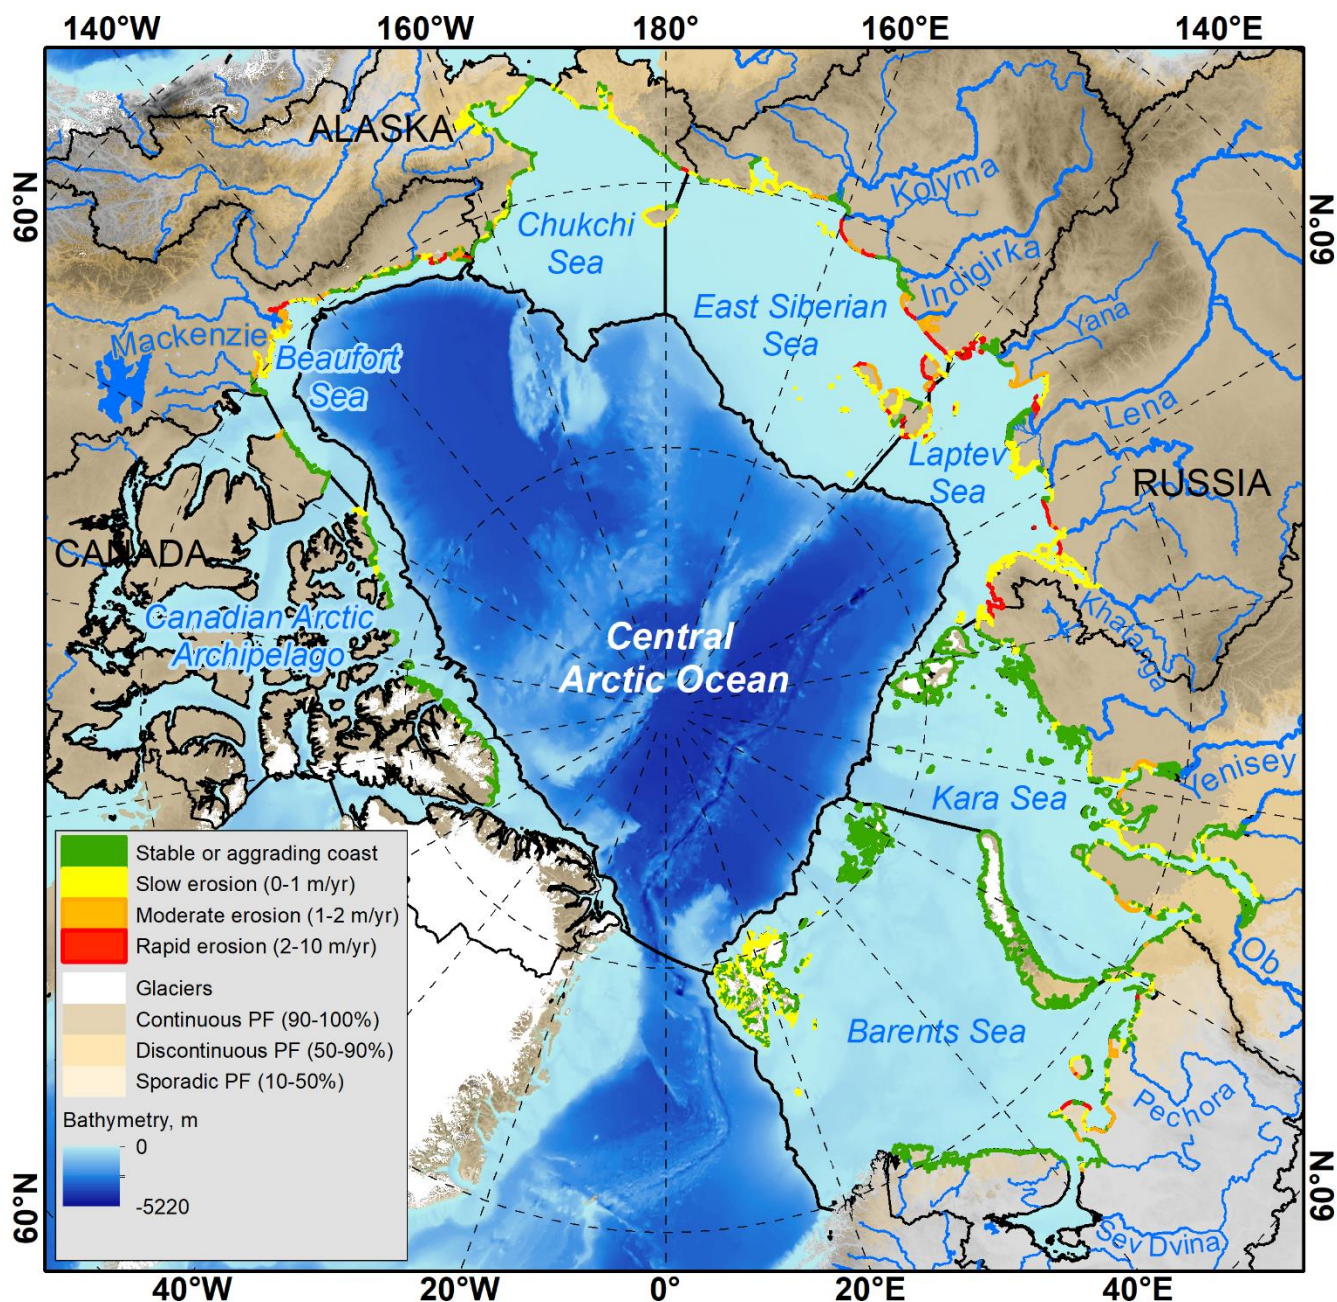 140°W
160°W
180°
160°E
140°E
60°N
60°N
ALASKA
Kolyma
Chukchi
Sea
Indigirka
East Siberian
Sea
Yana
Mackenzie
Beaufort
Sea
Lena
Laptev
Sea
RUSSIA
CANADA
Canadian Arctic
Archipelago
Khatanga
Central
Arctic Ocean
Yenisey
Kara Sea
Ob
Barents Sea
Pechora
Sev Dvina
Stable or aggrading coast
Slow erosion (0-1 m/yr)
Moderate erosion (1-2 m/yr)
Rapid erosion (2-10 m/yr)
Glaciers
Continuous PF (90-100%)
Discontinuous PF (50-90%)
Sporadic PF (10-50%)
Bathymetry, m
0
-5220
60°N
60°N
40°W
20°W
0°
20°E
40°E